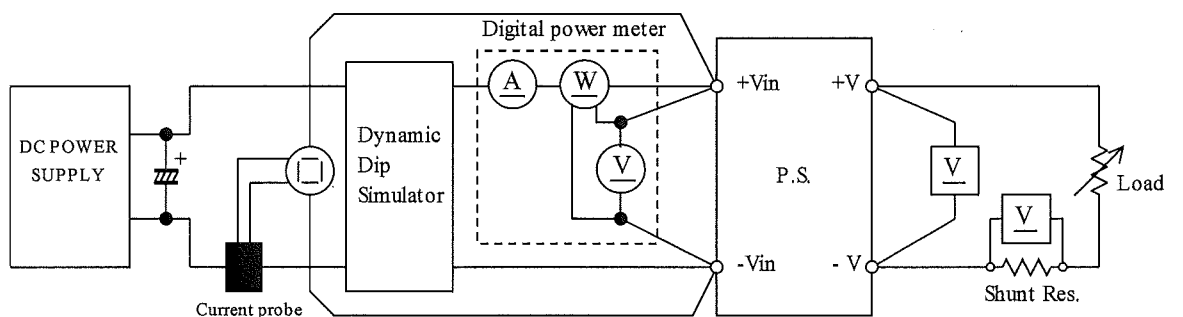 Digital power meter
DC POWER
SUPPLY
+
Dynamic
Dip
Simulator
A
W
V
+Vin
-Vin
P.S.
+V
- V
V
V
Load
Shunt Res.
Current probe